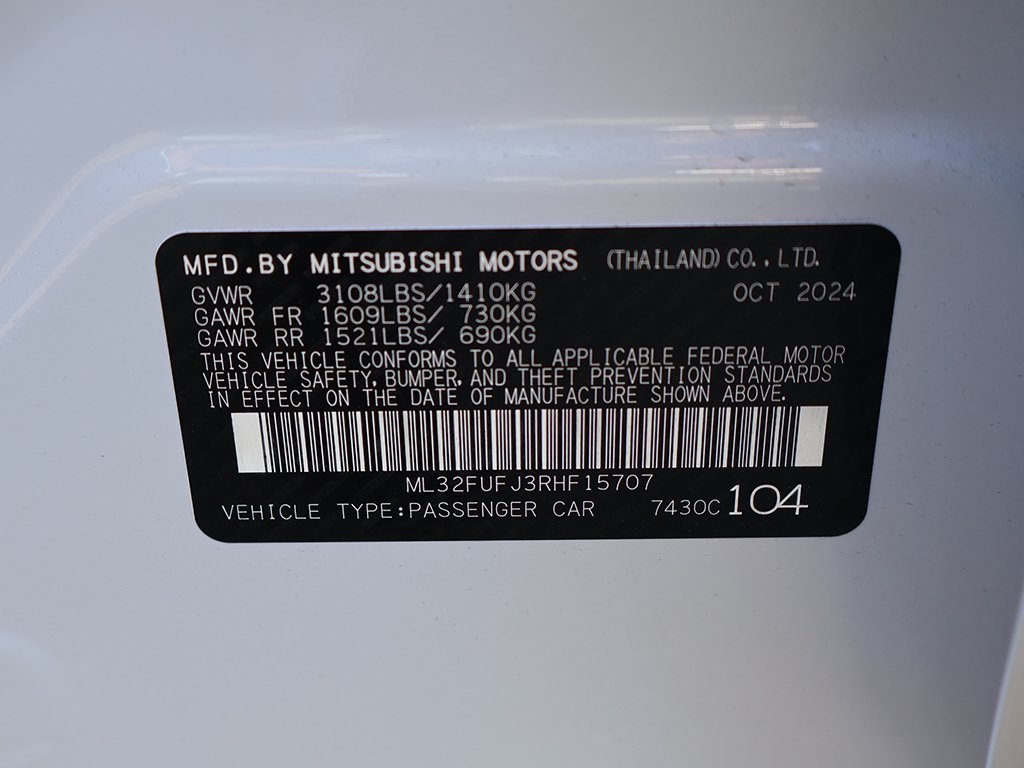 MFD.BY MITSUBISHI MOTORS (THAILAND) CO.,LTD.
GVWR 3108LBS/1410KG OCT 2024
GAWR FR 1609LBS/ 730KG
GAWR RR 1521LBS/ 690KG
THIS VEHICLE CONFORMS TO ALL APPLICABLE FEDERAL MOTOR
VEHICLE SAFETY, BUMPER, AND THEFT PREVENTION STANDARDS
IN EFFECT ON THE DATE OF MANUFACTURE SHOWN ABOVE.
ML32FUFJ3RHF15707
VEHICLE TYPE:PASSENGER CAR 7430C 104